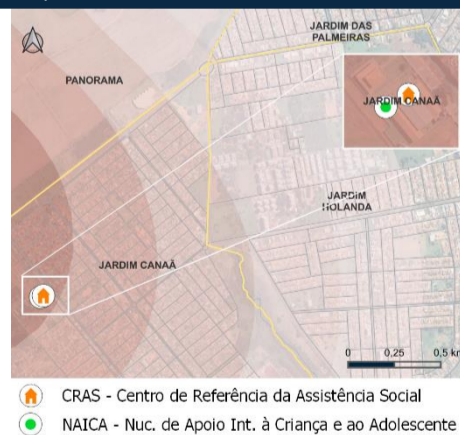 JARDIM DAS
PALMEIRAS
PANORAMA
JARDIM CANAÃ
JARDIM
HOLANDA
JARDIM CANAÃ
0 0,25 0,5 km
CRAS - Centro de Referência da Assistência Social
NAICA - Nuc. de Apoio Int. à Criança e ao Adolescente